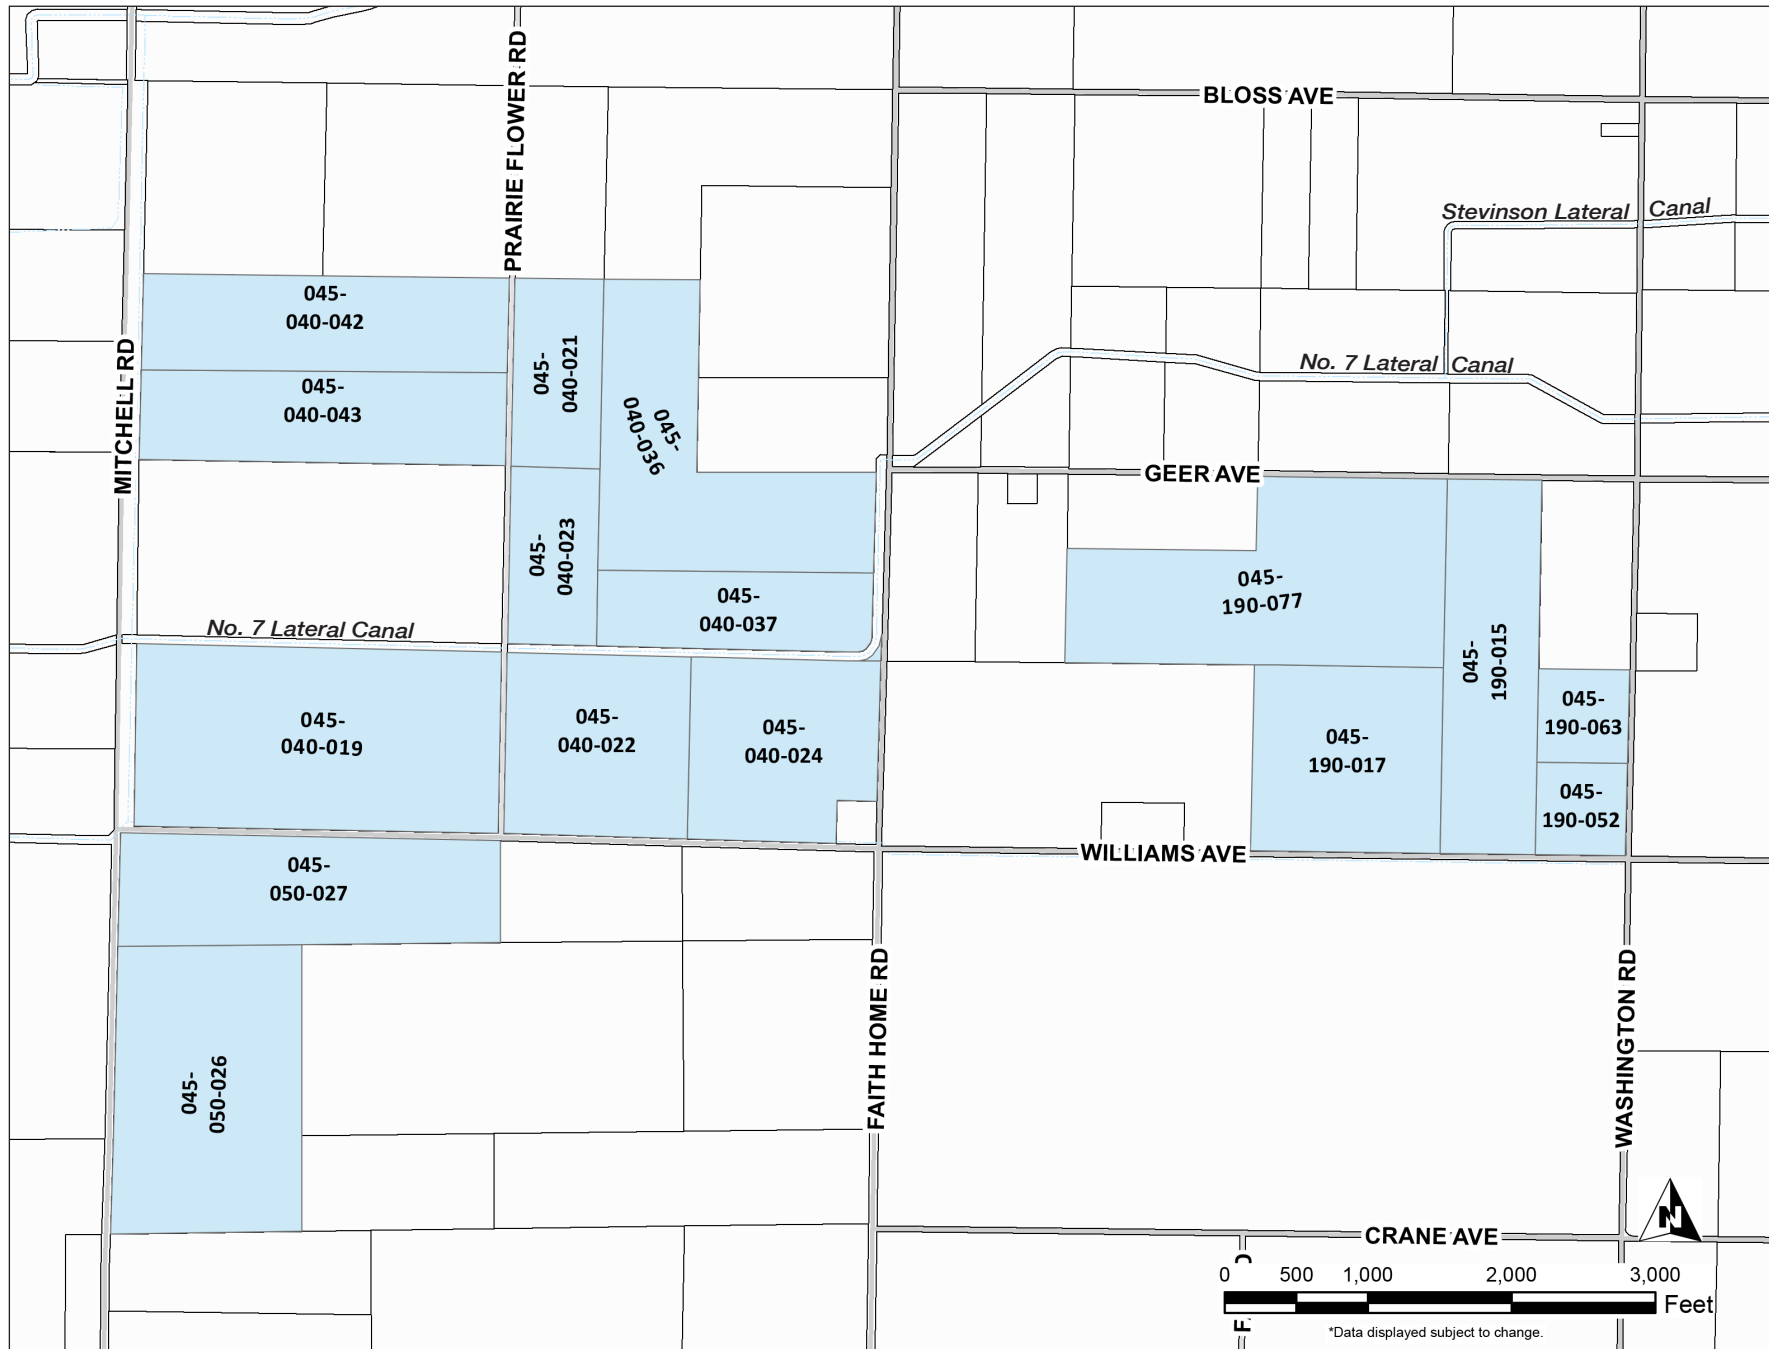 PRAIRIE FLOWER RD
BLOSS AVE
Stevinson Lateral Canal
045-
040-042
MITCHELL RD
045-
040-043
045-
040-021
045-
040-036
No. 7 Lateral Canal
GEER AVE
045-
040-023
045-
040-037
045-
190-077
No. 7 Lateral Canal
045-
190-015
045-
040-019
045-
040-022
045-
040-024
045-
190-017
045-
190-063
045-
190-052
WILLIAMS AVE
045-
050-027
FAITH HOME RD
WASHINGTON RD
045-
050-026
N
CRANE AVE
0 500 1,000 2,000 3,000
Feet
*Data displayed subject to change.